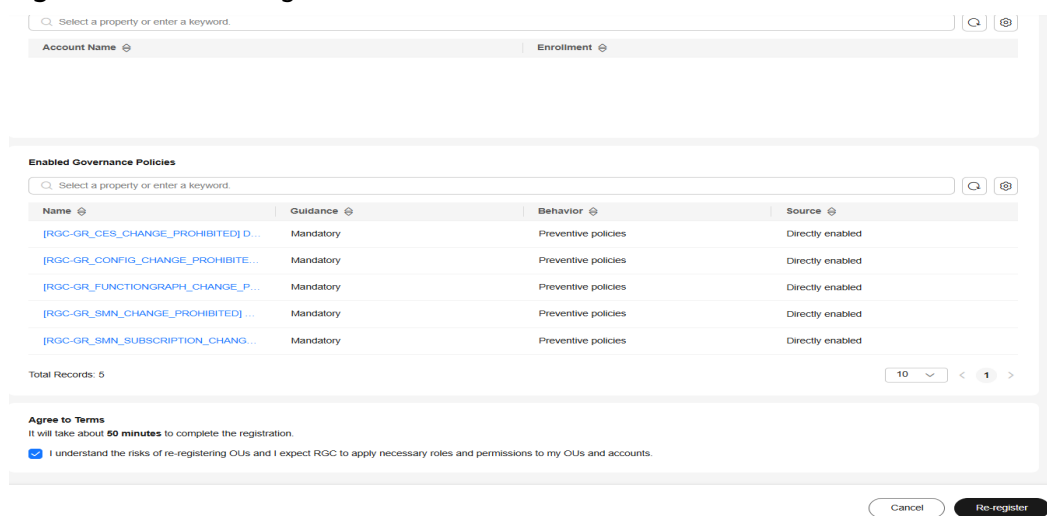 Select a property or enter a keyword.
Account Name Enrollment
Enabled Governance Policies
Select a property or enter a keyword.
Name Guidance Behavior Source
[RGC-GR_CES_CHANGE_PROHIBITED] D... Mandatory Preventive policies Directly enabled
[RGC-GR_CONFIG_CHANGE_PROHIBITE... Mandatory Preventive policies Directly enabled
[RGC-GR_FUNCTIONGRAPH_CHANGE_P... Mandatory Preventive policies Directly enabled
[RGC-GR_SMN_CHANGE_PROHIBITED] ... Mandatory Preventive policies Directly enabled
[RGC-GR_SMN_SUBSCRIPTION_CHANG... Mandatory Preventive policies Directly enabled
Total Records: 5 10 < 1 >
Agree to Terms
It will take about 50 minutes to complete the registration.
I understand the risks of re-registering OUs and I expect RGC to apply necessary roles and permissions to my OUs and accounts.
Cancel Re-register